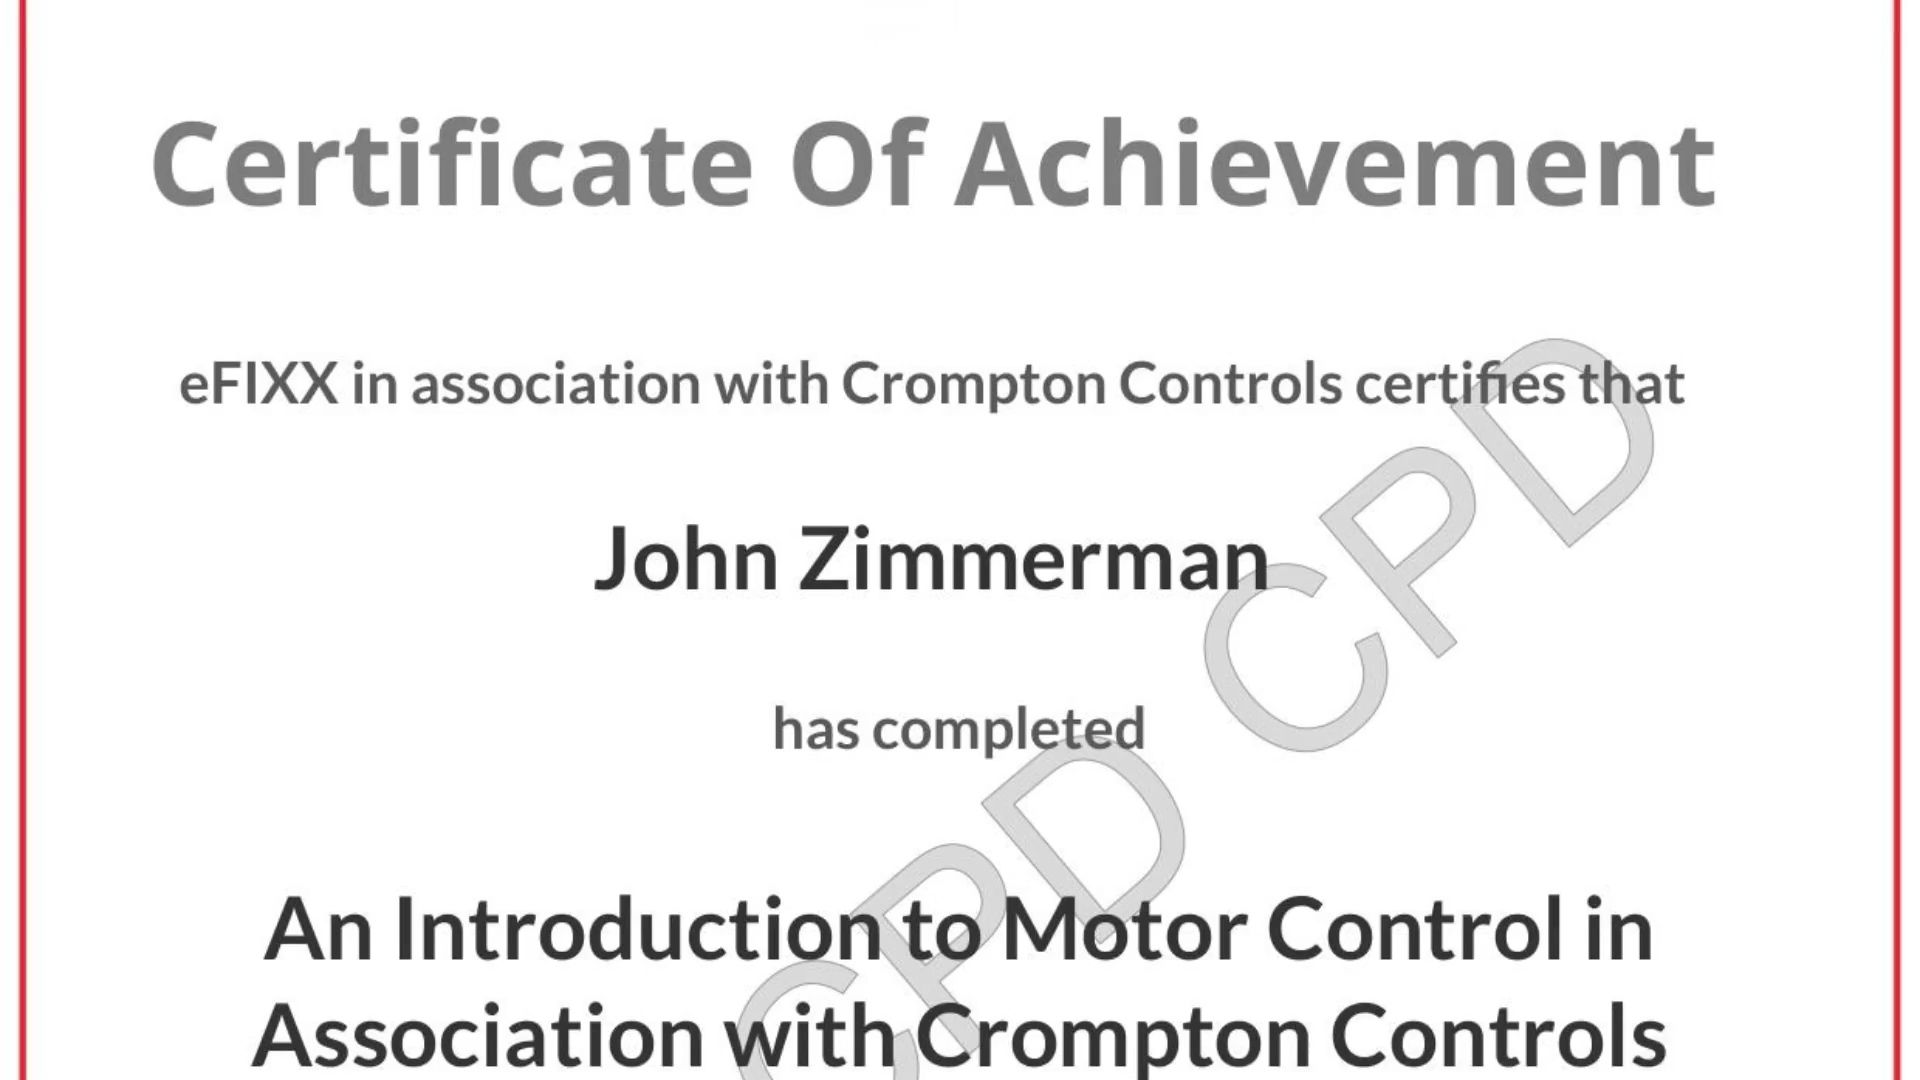 Certificate Of Achievement
eFIXX in association with Crompton Controls certifies that
John Zimmerman
has completed
An Introduction to Motor Control in
Association with Crompton Controls
CPD CPD